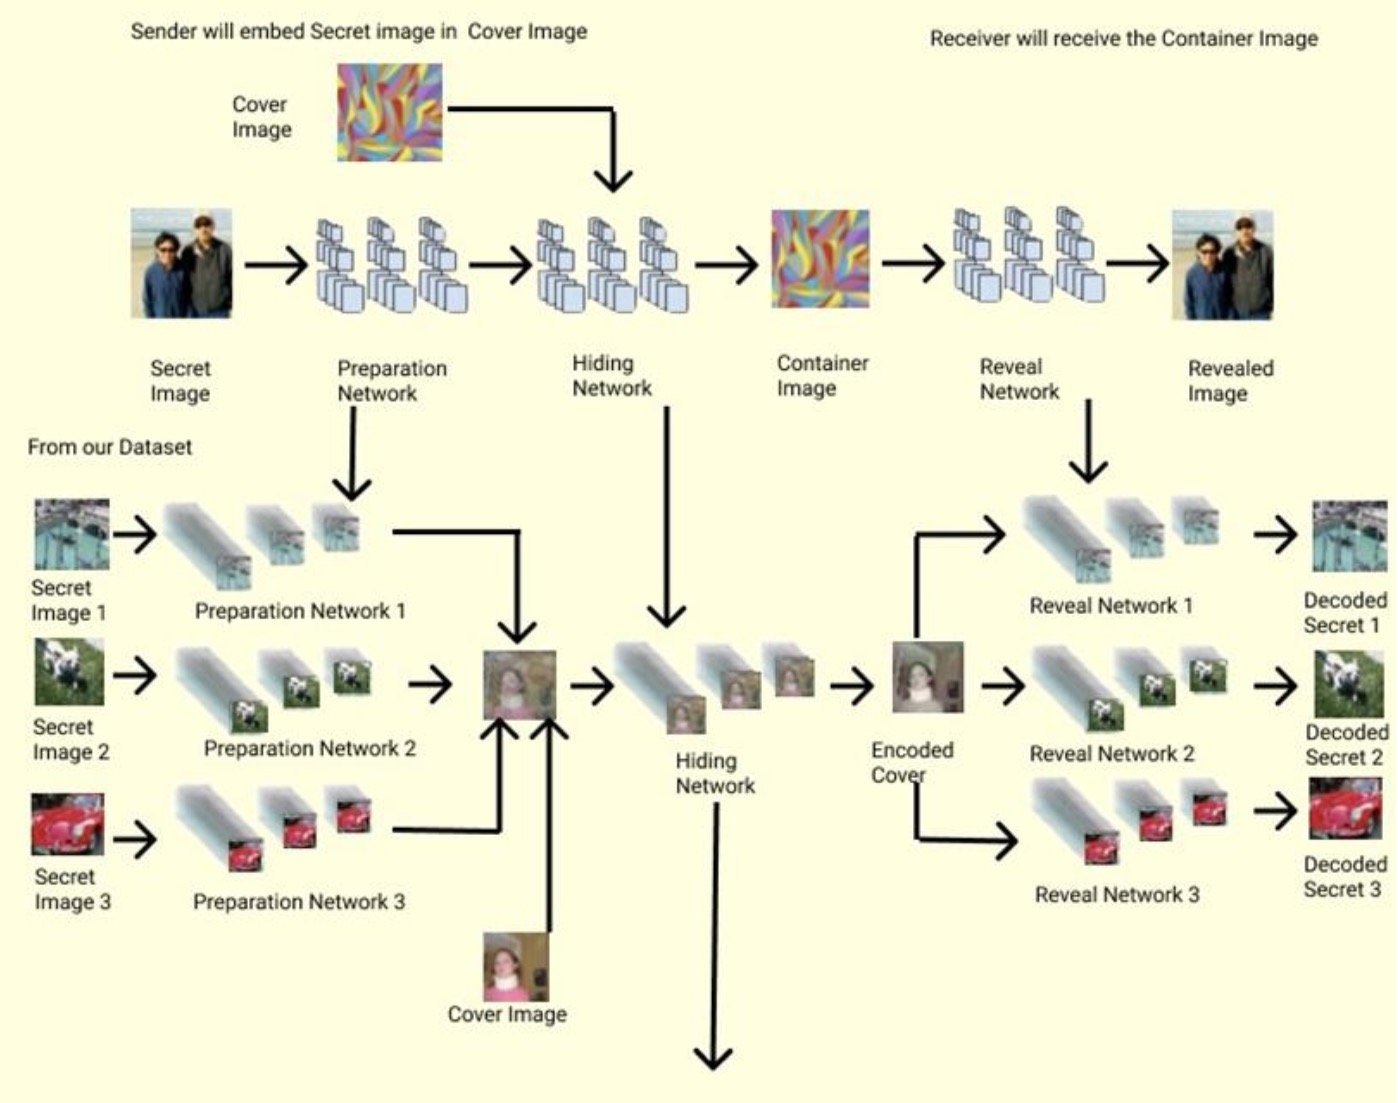 Sender will embed Secret image in Cover Image
Receiver will receive the Container Image
Cover
Image
Secret
Image
Preparation
Network
Hiding
Network
Container
Image
Reveal
Network
Revealed
Image
From our Dataset
Secret
Image 1
Preparation Network 1
Reveal Network 1
Decoded
Secret 1
Secret
Image 2
Preparation Network 2
Hiding
Network
Encoded
Cover
Reveal Network 2
Decoded
Secret 2
Secret
Image 3
Preparation Network 3
Reveal Network 3
Decoded
Secret 3
Cover Image